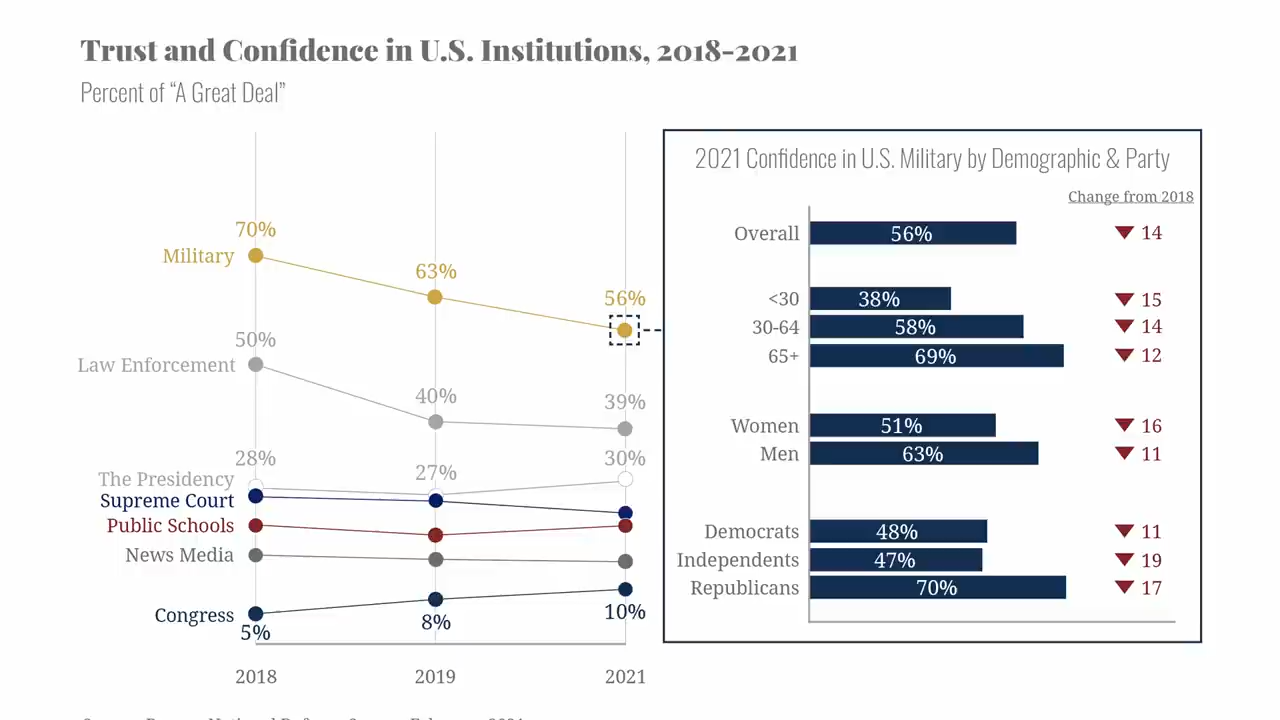 Trust and Confidence in U.S. Institutions, 2018-2021
Percent of “A Great Deal”
70%
Military
63%
56%
50%
Law Enforcement
40%
39%
28%
The Presidency
27%
30%
Supreme Court
Public Schools
News Media
Congress
5%
8%
10%
2018
2019
2021
2021 Confidence in U.S. Military by Demographic & Party
Change from 2018
Overall 56% 14
<30 38% 15
30-64 58% 14
65+ 69% 12
Women 51% 16
Men 63% 11
Democrats 48% 11
Independents 47% 19
Republicans 70% 17